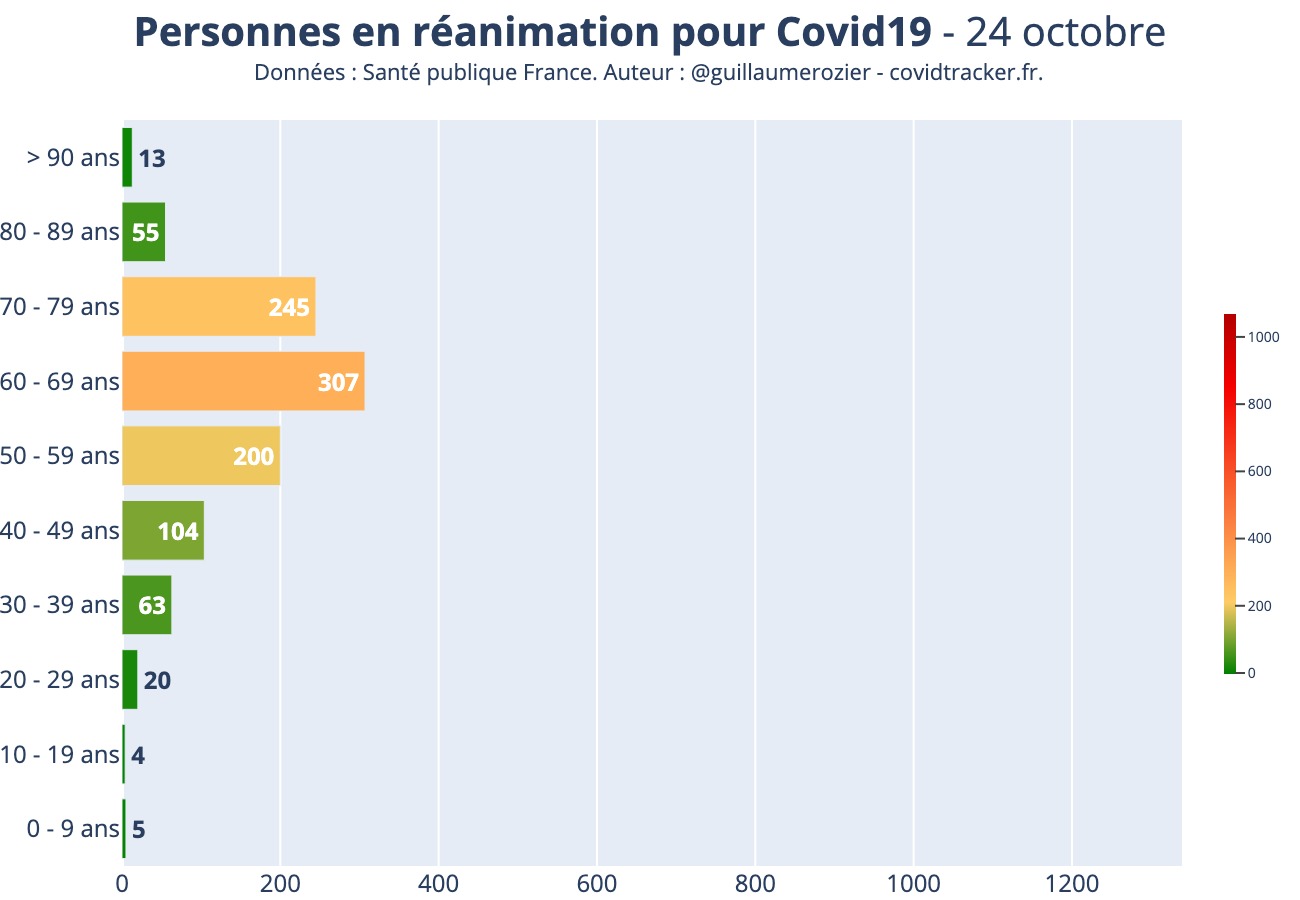 Personnes en réanimation pour Covid19 - 24 octobre
Données : Santé publique France. Auteur : @guillaumerozier - covidtracker.fr.
> 90 ans 13
80 - 89 ans 55
70 - 79 ans 245
60 - 69 ans 307
50 - 59 ans 200
40 - 49 ans 104
30 - 39 ans 63
20 - 29 ans 20
10 - 19 ans 4
0 - 9 ans 5
0 200 400 600 800 1000 1200
1000
800
600
400
200
0